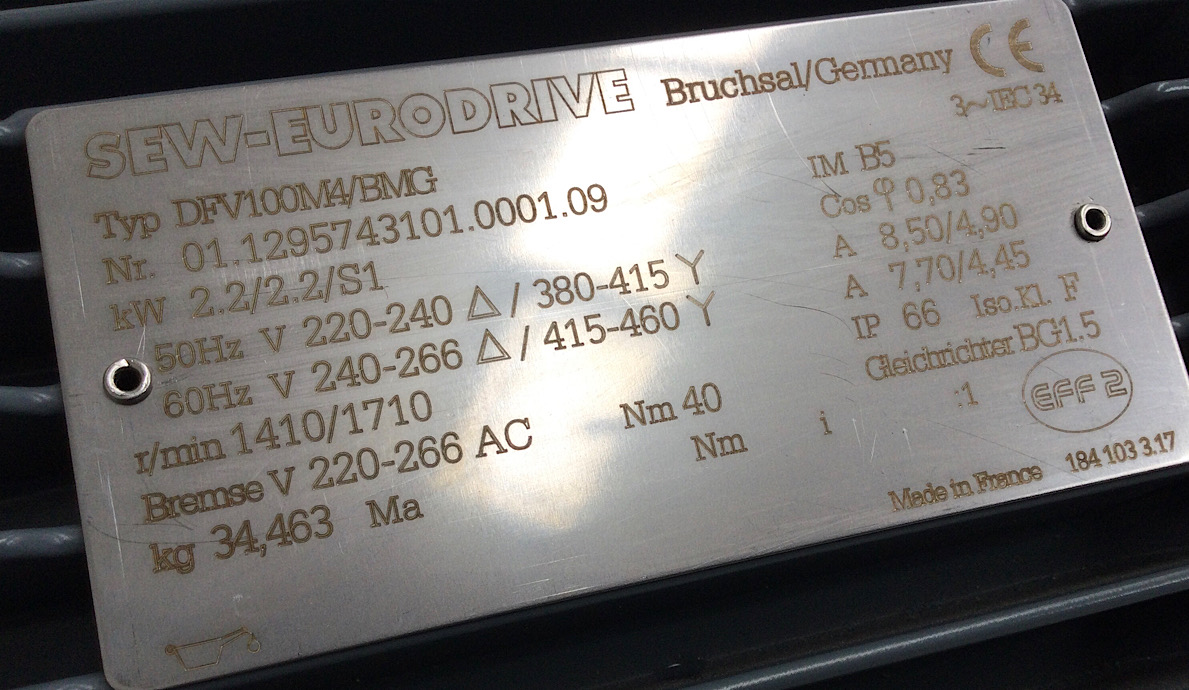 SEW-EURODRIVE Bruchsal/Germany CE
3~IEC 34
Typ DFV100M4/BMG IM B5
Nr. 01.1295743101.0001.09 Cos φ 0,83
kW 2.2/2.2/S1 A 8,50/4,90
50Hz V 220-240 Δ / 380-415 Y A 7,70/4,45
60Hz V 240-266 Δ / 415-460 Y IP 66 Iso.Kl. F
r/min 1410/1710 Gleichrichter BG1.5
Bremse V 220-266 AC Nm 40 :1 EFF 2
kg 34,463 Ma Nm i
Made in France 184 103 3.17